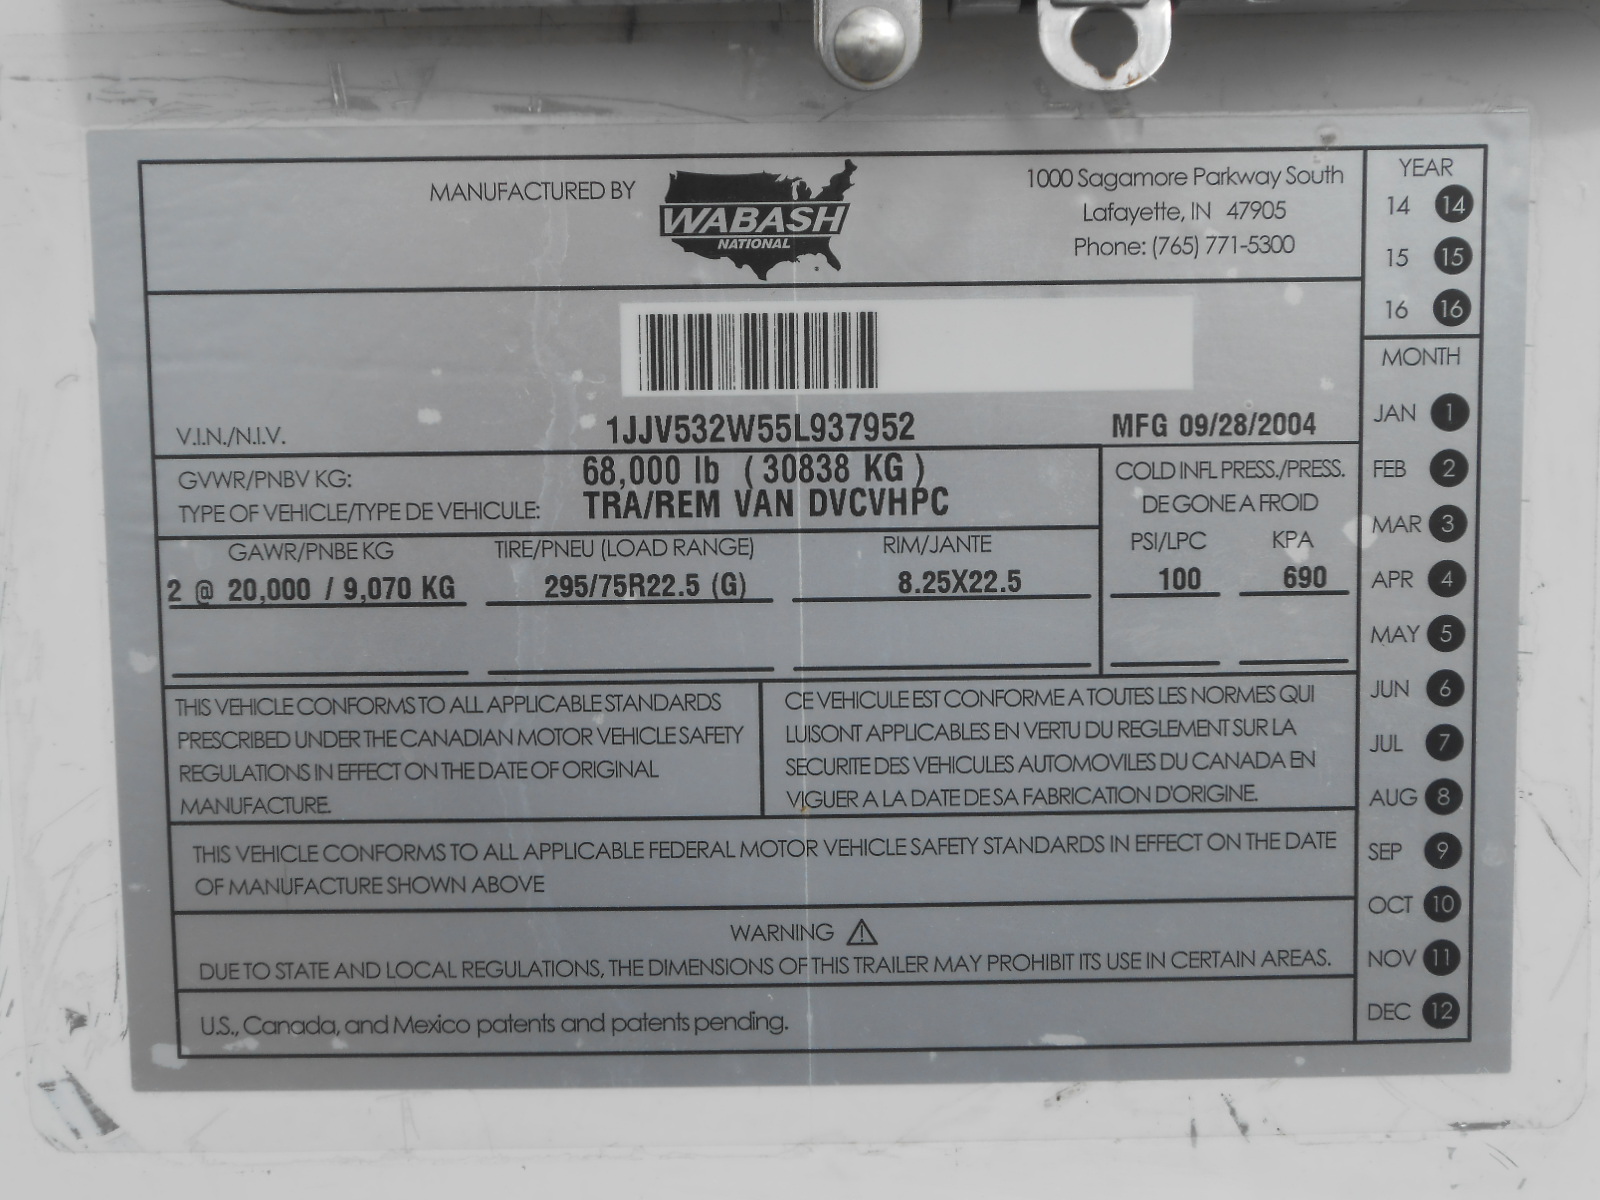 MANUFACTURED BY
WABASH
NATIONAL
1000 Sagamore Parkway South
Lafayette, IN 47905
Phone: (765) 771-5300
V.I.N./N.I.V. 1JJV532W55L937952 MFG 09/28/2004
GVWR/PNBV KG: 68,000 lb ( 30838 KG )
TYPE OF VEHICLE/TYPE DE VEHICULE: TRA/REM VAN DVCVHPC
COLD INFL PRESS./PRESS.
DE GONE A FROID
GAWR/PNBE KG TIRE/PNEU (LOAD RANGE) RIM/JANTE PSI/LPC KPA
2 @ 20,000 / 9,070 KG 295/75R22.5 (G) 8.25X22.5 100 690
THIS VEHICLE CONFORMS TO ALL APPLICABLE STANDARDS
PRESCRIBED UNDER THE CANADIAN MOTOR VEHICLE SAFETY
REGULATIONS IN EFFECT ON THE DATE OF ORIGINAL
MANUFACTURE.
CE VEHICULE EST CONFORME A TOUTES LES NORMES QUI
LUISONT APPLICABLES EN VERTU DU REGLEMENT SUR LA
SECURITE DES VEHICULES AUTOMOVILES DU CANADA EN
VIGUER A LA DATE DE SA FABRICATION D'ORIGINE.
THIS VEHICLE CONFORMS TO ALL APPLICABLE FEDERAL MOTOR VEHICLE SAFETY STANDARDS IN EFFECT ON THE DATE
OF MANUFACTURE SHOWN ABOVE
WARNING
DUE TO STATE AND LOCAL REGULATIONS, THE DIMENSIONS OF THIS TRAILER MAY PROHIBIT ITS USE IN CERTAIN AREAS.
U.S., Canada, and Mexico patents and patents pending.
YEAR
14 14
15 15
16 16
MONTH
JAN 1
FEB 2
MAR 3
APR 4
MAY 5
JUN 6
JUL 7
AUG 8
SEP 9
OCT 10
NOV 11
DEC 12